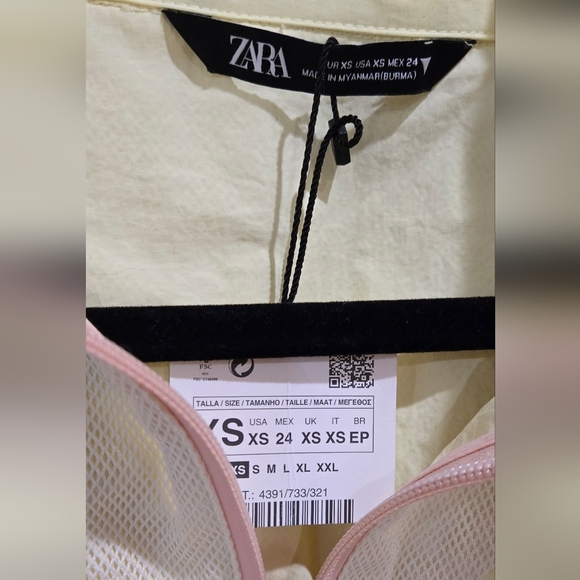 ZARA
EUR XS USA XS MEX 24
MADE IN MYANMAR(BURMA)
FSC
TALLA / SIZE / TAMANHO / TAILLE / MAAT / ΜΕΓΕΘΟΣ
USA MEX UK IT BR
XS XS 24 XS XS EP
XS S M L XL XXL
4391/733/321